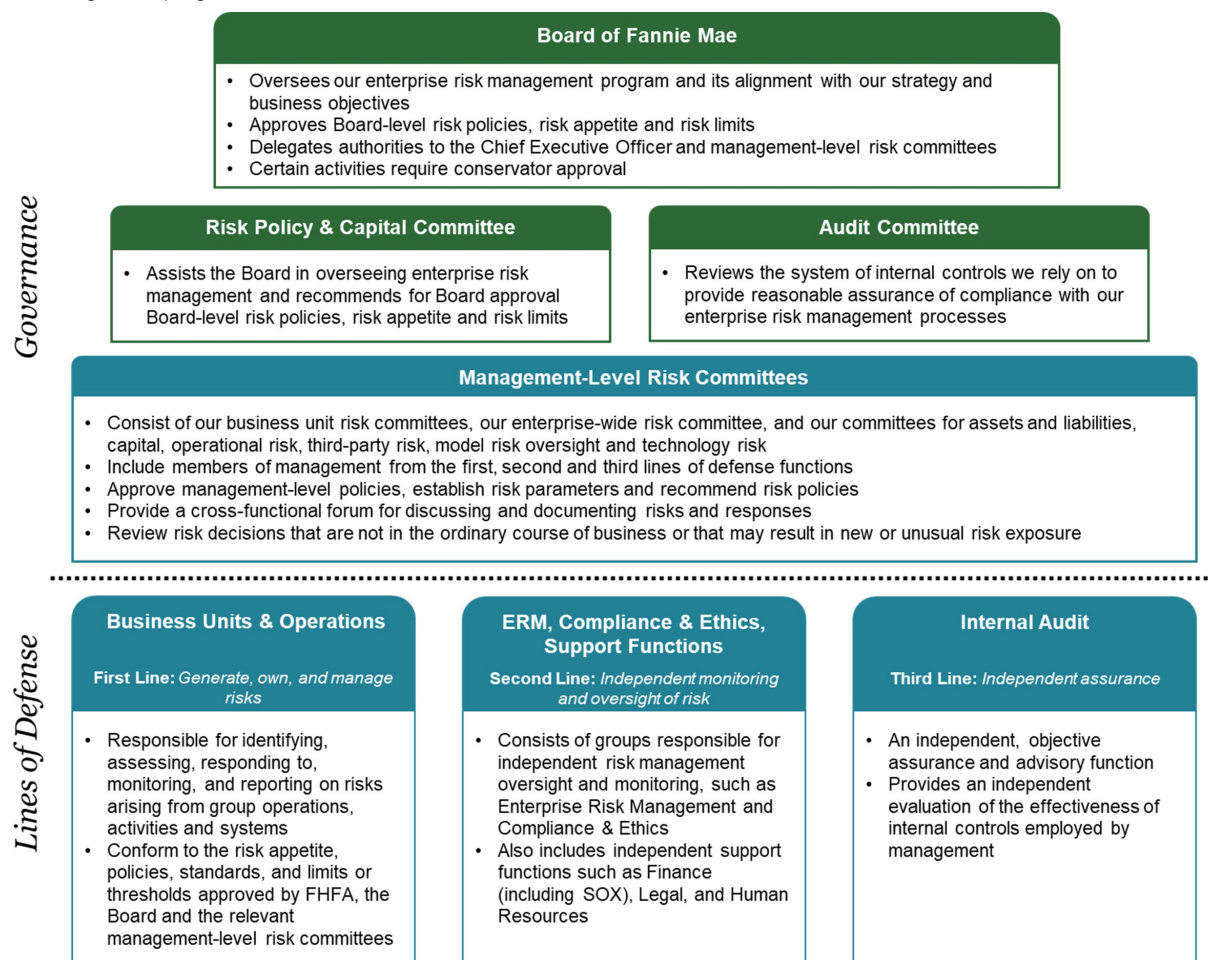 Board of Fannie Mae
• Oversees our enterprise risk management program and its alignment with our strategy and
business objectives
• Approves Board-level risk policies, risk appetite and risk limits
• Delegates authorities to the Chief Executive Officer and management-level risk committees
• Certain activities require conservator approval
Governance
Risk Policy & Capital Committee
• Assists the Board in overseeing enterprise risk
management and recommends for Board approval
Board-level risk policies, risk appetite and risk limits
Audit Committee
• Reviews the system of internal controls we rely on to
provide reasonable assurance of compliance with our
enterprise risk management processes
Management-Level Risk Committees
• Consist of our business unit risk committees, our enterprise-wide risk committee, and our committees for assets and liabilities,
capital, operational risk, third-party risk, model risk oversight and technology risk
• Include members of management from the first, second and third lines of defense functions
• Approve management-level policies, establish risk parameters and recommend risk policies
• Provide a cross-functional forum for discussing and documenting risks and responses
• Review risk decisions that are not in the ordinary course of business or that may result in new or unusual risk exposure
Lines of Defense
Business Units & Operations
First Line: Generate, own, and manage
risks
• Responsible for identifying,
assessing, responding to,
monitoring, and reporting on risks
arising from group operations,
activities and systems
• Conform to the risk appetite,
policies, standards, and limits or
thresholds approved by FHFA, the
Board and the relevant
management-level risk committees
ERM, Compliance & Ethics,
Support Functions
Second Line: Independent monitoring
and oversight of risk
• Consists of groups responsible for
independent risk management
oversight and monitoring, such as
Enterprise Risk Management and
Compliance & Ethics
• Also includes independent support
functions such as Finance
(including SOX), Legal, and Human
Resources
Internal Audit
Third Line: Independent assurance
• An independent, objective
assurance and advisory function
• Provides an independent
evaluation of the effectiveness of
internal controls employed by
management